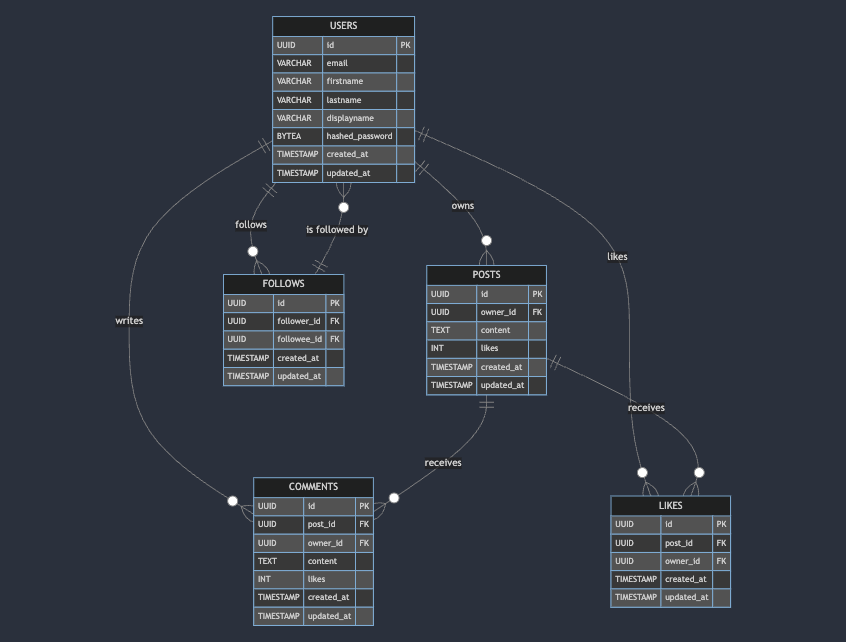 USERS
UUID id PK
VARCHAR email
VARCHAR firstname
VARCHAR lastname
VARCHAR displayname
BYTEA hashed_password
TIMESTAMP created_at
TIMESTAMP updated_at
follows
is followed by
owns
likes
writes
FOLLOWS
UUID id PK
UUID follower_id FK
UUID followee_id FK
TIMESTAMP created_at
TIMESTAMP updated_at
POSTS
UUID id PK
UUID owner_id FK
TEXT content
INT likes
TIMESTAMP created_at
TIMESTAMP updated_at
receives
receives
COMMENTS
UUID id PK
UUID post_id FK
UUID owner_id FK
TEXT content
INT likes
TIMESTAMP created_at
TIMESTAMP updated_at
LIKES
UUID id PK
UUID post_id FK
UUID owner_id FK
TIMESTAMP created_at
TIMESTAMP updated_at